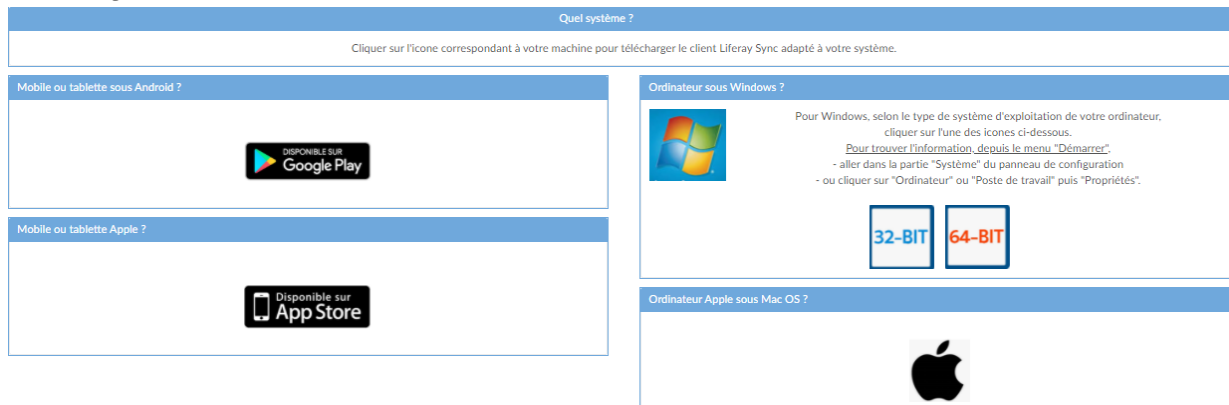 Quel système ?
Cliquer sur l'icone correspondant à votre machine pour télécharger le client Liferay Sync adapté à votre système.
Mobile ou tablette sous Android ?
DISPONIBLE SUR
Google Play
Mobile ou tablette Apple ?
Disponible sur
App Store
Ordinateur sous Windows ?
Pour Windows, selon le type de système d'exploitation de votre ordinateur,
cliquer sur l'une des icones ci-dessous.
Pour trouver l'information, depuis le menu "Démarrer".
- aller dans la partie "Système" du panneau de configuration
- ou cliquer sur "Ordinateur" ou "Poste de travail" puis "Propriétés".
32-BIT
64-BIT
Ordinateur Apple sous Mac OS ?